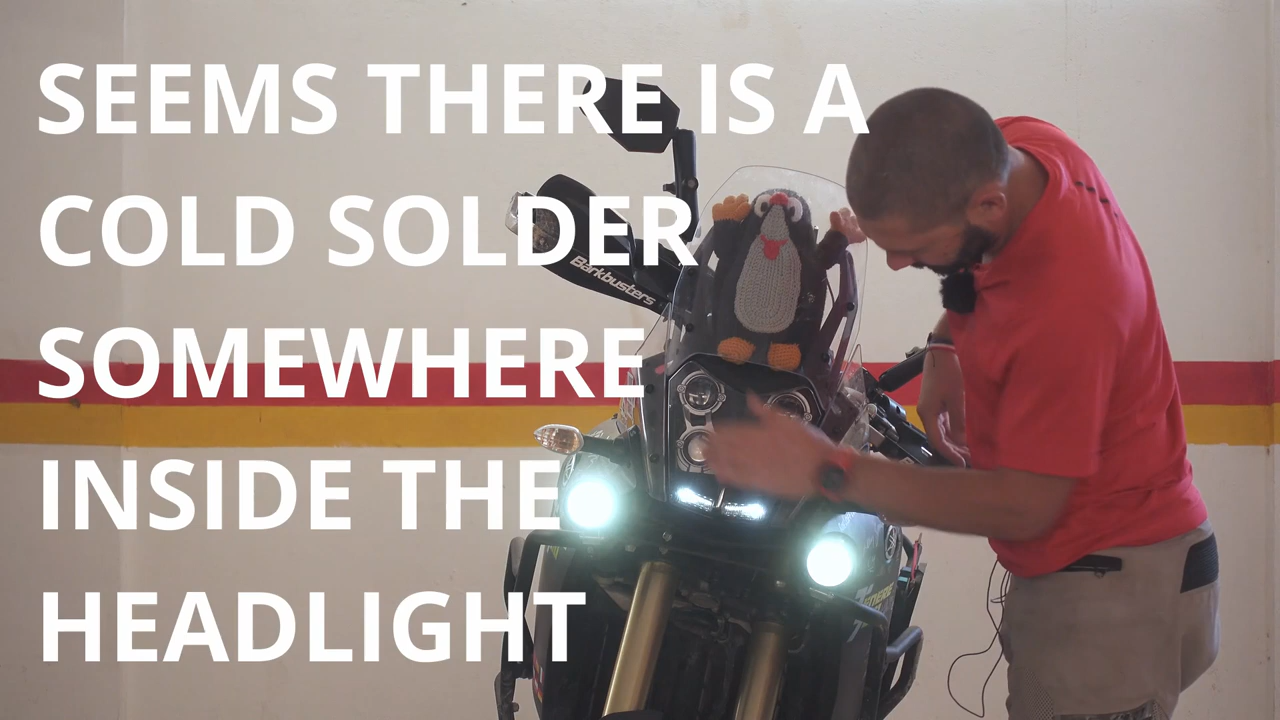 SEEMS THERE IS A
COLD SOLDER
Barkbusters
SOMEWHERE
INSIDE THE
HEADLIGHT